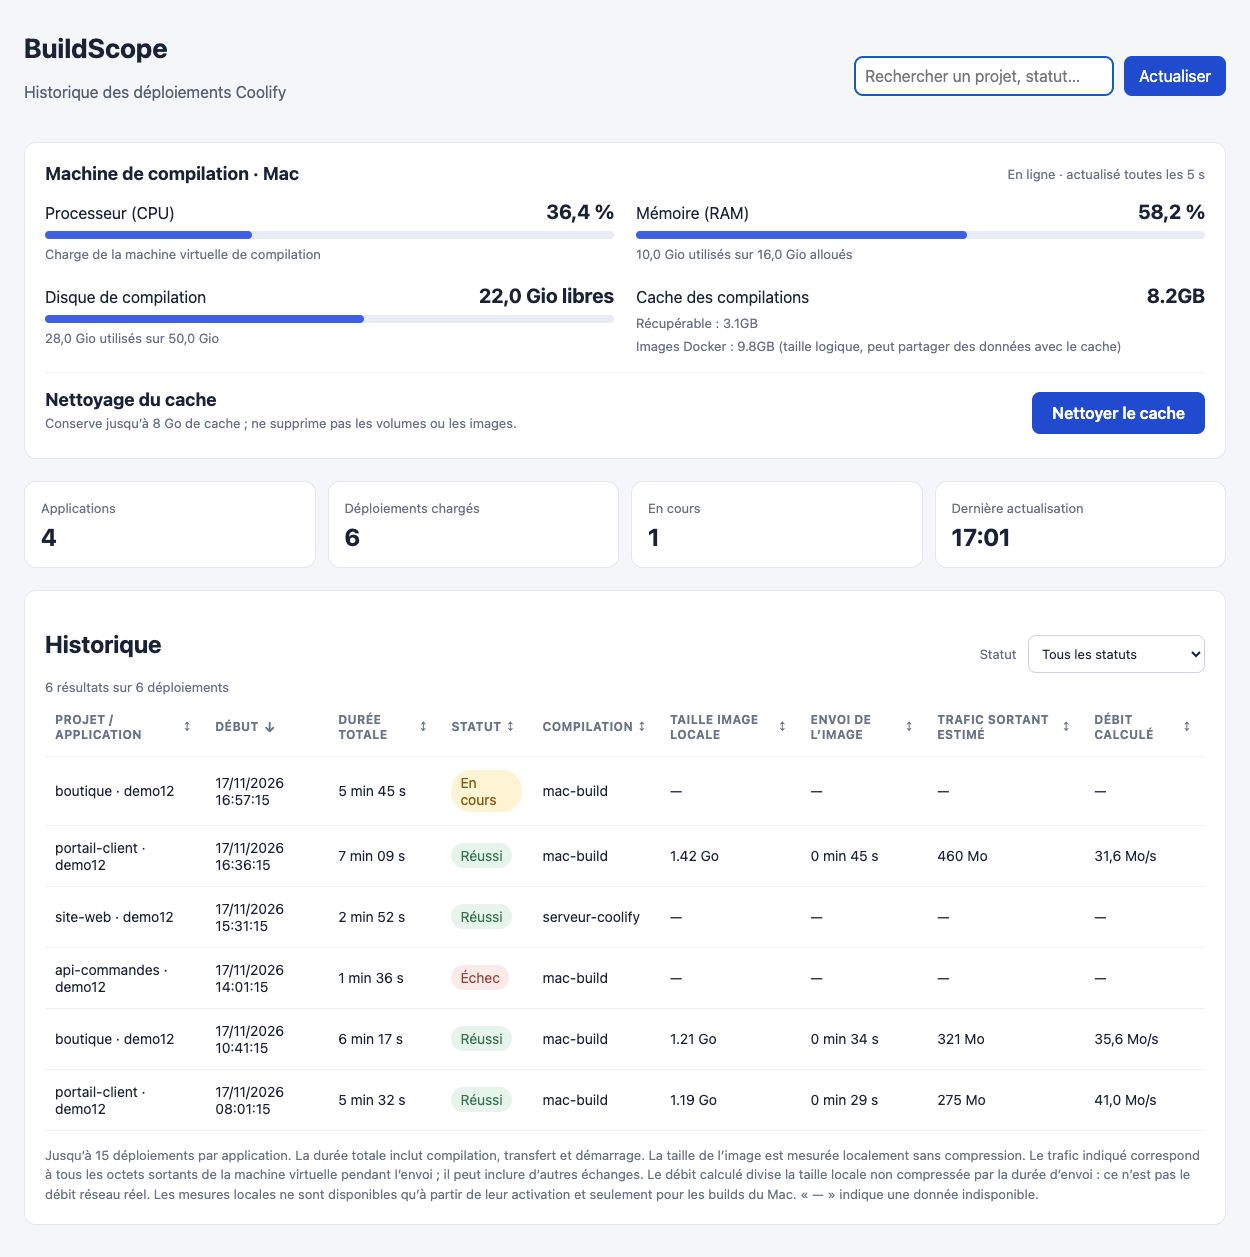 BuildScope
Historique des déploiements Coolify
Rechercher un projet, statut...
Actualiser
Machine de compilation · Mac
En ligne · actualisé toutes les 5 s
Processeur (CPU)
36,4 %
Charge de la machine virtuelle de compilation
Mémoire (RAM)
58,2 %
10,0 Gio utilisés sur 16,0 Gio alloués
Disque de compilation
22,0 Gio libres
28,0 Gio utilisés sur 50,0 Gio
Cache des compilations
8.2GB
Récupérable : 3.1GB
Images Docker : 9.8GB (taille logique, peut partager des données avec le cache)
Nettoyage du cache
Conserve jusqu’à 8 Go de cache ; ne supprime pas les volumes ou les images.
Nettoyer le cache
Applications
4
Déploiements chargés
6
En cours
1
Dernière actualisation
17:01
Historique
Statut
Tous les statuts
6 résultats sur 6 déploiements
PROJET / APPLICATION ↕ DÉBUT ↓ DURÉE TOTALE ↕ STATUT ↕ COMPILATION ↕ TAILLE IMAGE LOCALE ↕ ENVOI DE L’IMAGE ↕ TRAFIC SORTANT ESTIMÉ ↕ DÉBIT CALCULÉ ↕
boutique · demo12 17/11/2026 16:57:15 5 min 45 s En cours mac-build — — — —
portail-client · demo12 17/11/2026 16:36:15 7 min 09 s Réussi mac-build 1.42 Go 0 min 45 s 460 Mo 31,6 Mo/s
site-web · demo12 17/11/2026 15:31:15 2 min 52 s Réussi serveur-coolify — — — —
api-commandes · demo12 17/11/2026 14:01:15 1 min 36 s Échec mac-build — — — —
boutique · demo12 17/11/2026 10:41:15 6 min 17 s Réussi mac-build 1.21 Go 0 min 34 s 321 Mo 35,6 Mo/s
portail-client · demo12 17/11/2026 08:01:15 5 min 32 s Réussi mac-build 1.19 Go 0 min 29 s 275 Mo 41,0 Mo/s
Jusqu’à 15 déploiements par application. La durée totale inclut compilation, transfert et démarrage. La taille de l’image est mesurée localement sans compression. Le trafic indiqué correspond
à tous les octets sortants de la machine virtuelle pendant l’envoi ; il peut inclure d’autres échanges. Le débit calculé divise la taille locale non compressée par la durée d’envoi : ce n’est pas le
débit réseau réel. Les mesures locales ne sont disponibles qu’à partir de leur activation et seulement pour les builds du Mac. « — » indique une donnée indisponible.